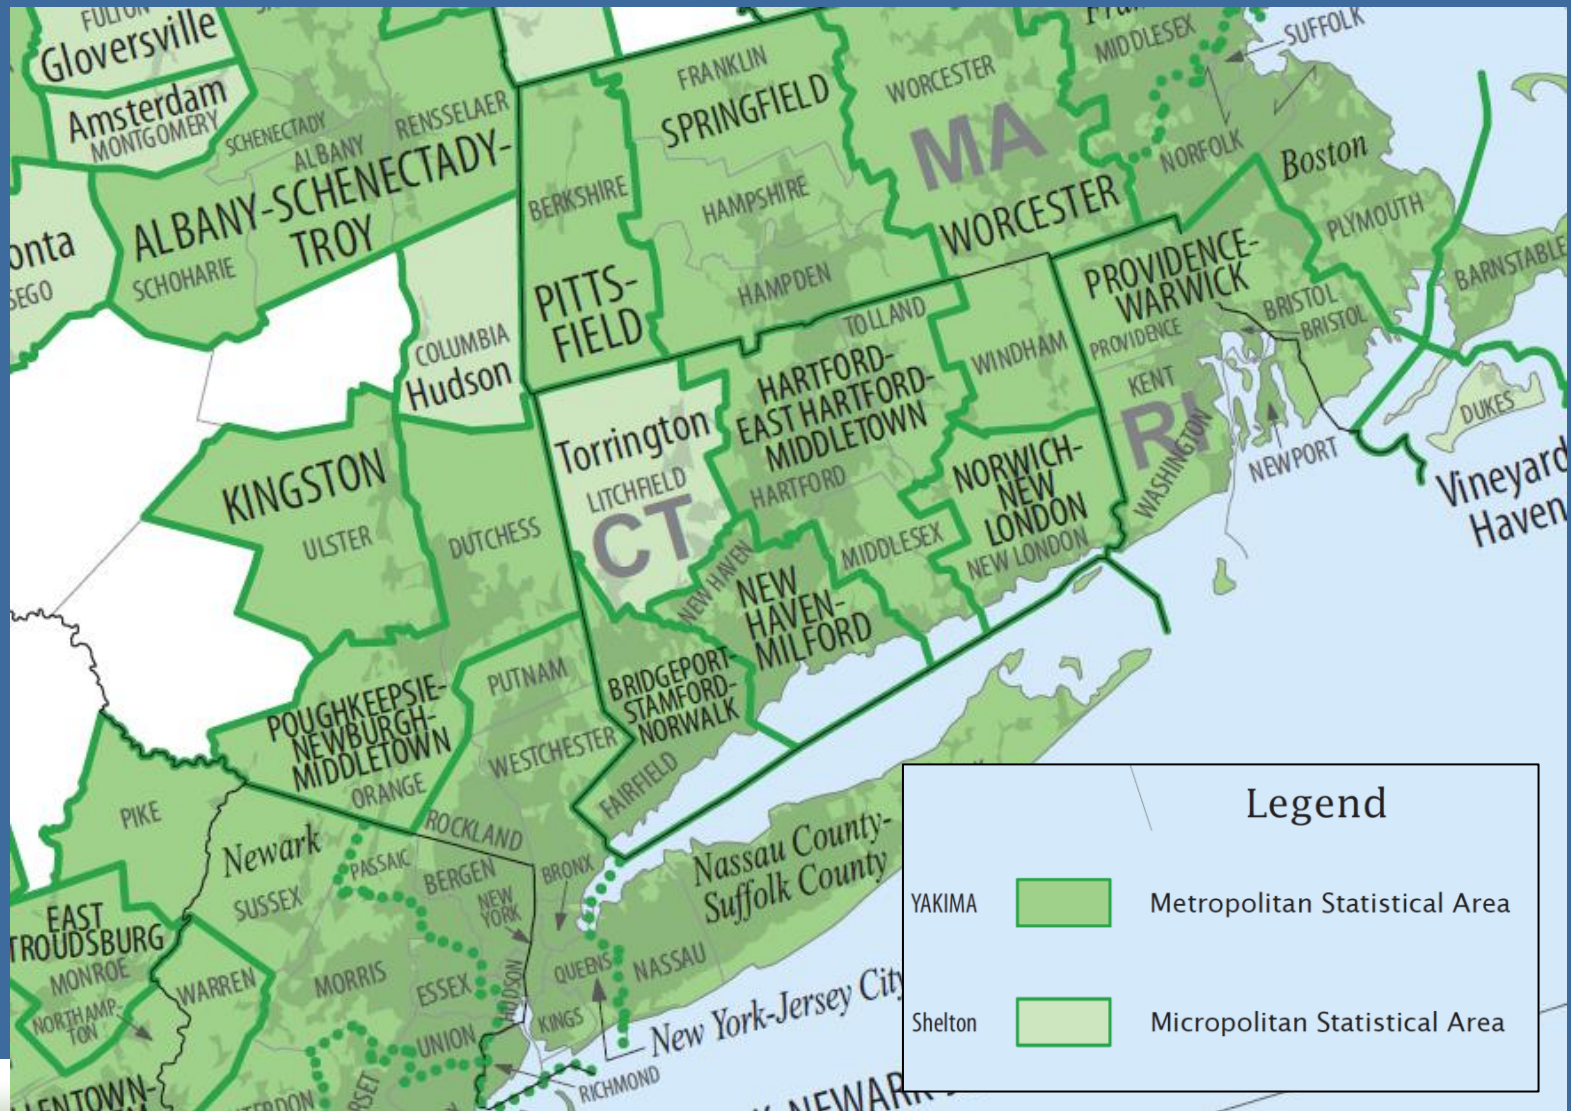 FULTON
Gloversville
Amsterdam
MONTGOMERY
SCHENECTADY
ALBANY
RENSSELAER
ALBANY-SCHENECTADY-
TROY
SCHOHARIE
onta
SEGO
COLUMBIA
Hudson
BERKSHIRE
PITTS-
FIELD
FRANKLIN
SPRINGFIELD
HAMPSHIRE
HAMPDEN
WORCESTER
MA
WORCESTER
MIDDLESEX
SUFFOLK
NORFOLK
Boston
PLYMOUTH
BARNSTABLE
PROVIDENCE-
WARWICK
PROVIDENCE
BRISTOL
BRISTOL
KENT
RI
WASHINGTON
NEWPORT
DUKES
Vineyard
Haven
TOLLAND
WINDHAM
HARTFORD-
EAST HARTFORD-
MIDDLETOWN
HARTFORD
Torrington
LITCHFIELD
CT
NORWICH-
NEW
LONDON
NEW LONDON
MIDDLESEX
NEW HAVEN
NEW
HAVEN-
MILFORD
BRIDGEPORT-
STAMFORD-
NORWALK
FAIRFIELD
KINGSTON
ULSTER
DUTCHESS
PUTNAM
WESTCHESTER
POUGHKEEPSIE-
NEWBURGH-
MIDDLETOWN
ORANGE
ROCKLAND
PIKE
Newark
SUSSEX
PASSAIC
BERGEN
NEW
YORK
BRONX
Nassau County-
Suffolk County
NASSAU
QUEENS
KINGS
HUDSON
ESSEX
MORRIS
UNION
RICHMOND
New York-Jersey City
EAST
TROUDSBURG
MONROE
WARREN
NORTHAMP-
TON
LLENTOWN-
TERDON
RSET
NEWARK
Legend
YAKIMA
Metropolitan Statistical Area
Shelton
Micropolitan Statistical Area